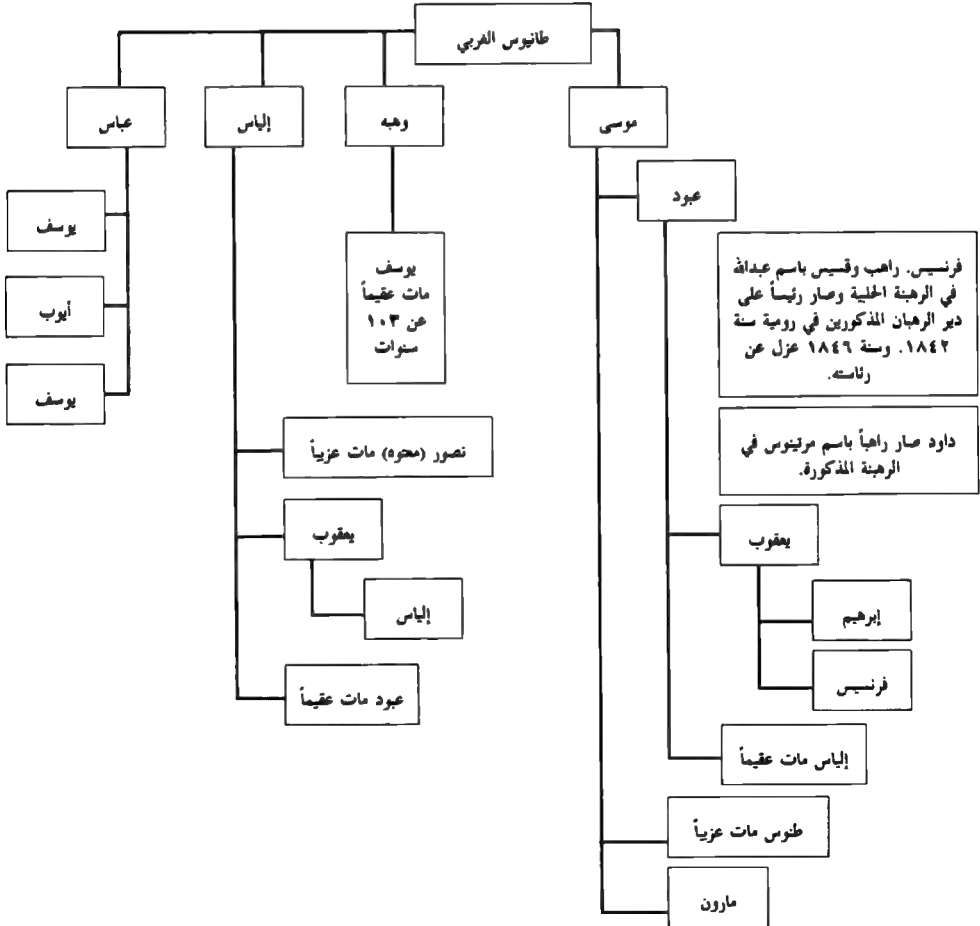 طانيوس الغربي
موسى
وهبه
إلياس
عباس
عبود
فرنسيس. راهب وقسيس باسم عبدالله
في الرهبنة الحلبية وصار رئيساً على
دير الرهبان المذكورين في رومية سنة
١٨٤٢. وسنة ١٨٤٦ عزل عن
رئاسته.
داود صار راهباً باسم مرتينوس في
الرهبنة المذكورة.
يعقوب
إبرهيم
فرنسيس
إلياس مات عقيماً
طنوس مات عزيباً
مارون
يوسف
مات عقيماً
عن ١٠٣
سنوات
نصور (محوه) مات عزيباً
يعقوب
إلياس
عبود مات عقيماً
يوسف
أيوب
يوسف